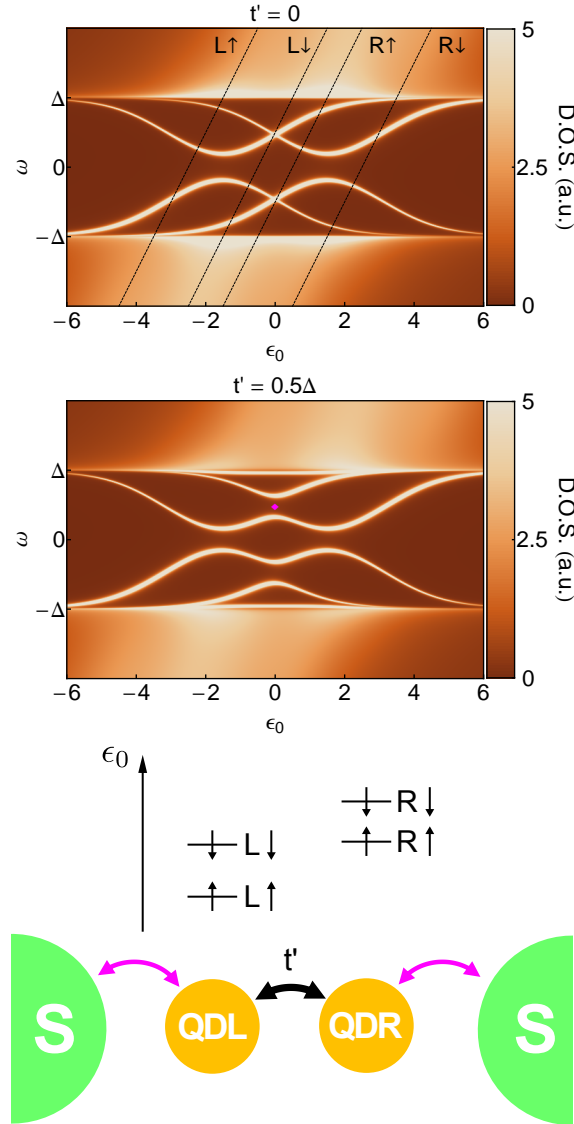 t' = 0
L↑ L↓ R↑ R↓
Δ
0
−Δ
ω
−6 −4 −2 0 2 4 6
ϵ0
5
2.5
0
D.O.S. (a.u.)
t' = 0.5Δ
Δ
0
−Δ
ω
−6 −4 −2 0 2 4 6
ϵ0
5
2.5
0
D.O.S. (a.u.)
ϵ0
R↓
R↑
L↓
L↑
t'
S QDL QDR S